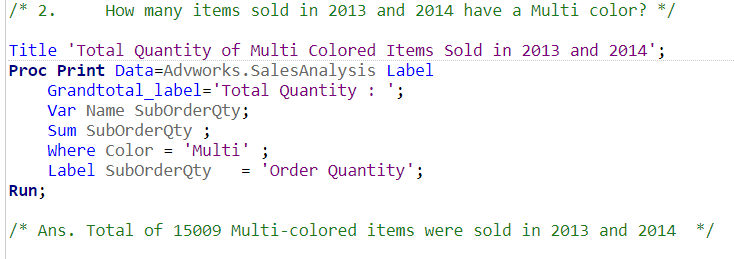 /* 2.     How many items sold in 2013 and 2014 have a Multi color? */
Title 'Total Quantity of Multi Colored Items Sold in 2013 and 2014';
Proc Print Data=Advworks.SalesAnalysis Label
    Grandtotal_label='Total Quantity : ';
    Var Name SubOrderQty;
    Sum SubOrderQty ;
    Where Color = 'Multi' ;
    Label SubOrderQty   = 'Order Quantity';
Run;
/* Ans. Total of 15009 Multi-colored items were sold in 2013 and 2014  */